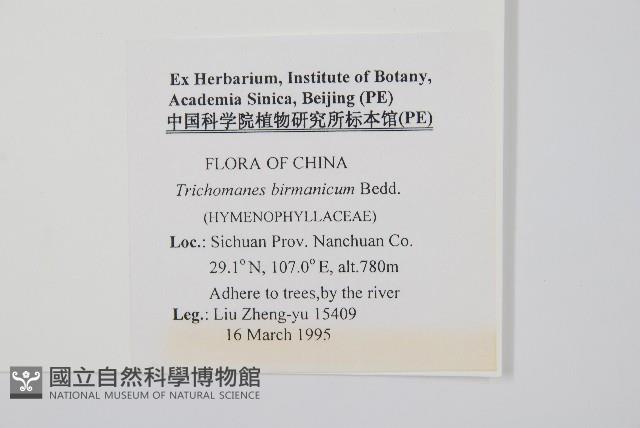 Ex Herbarium, Institute of Botany,
Academia Sinica, Beijing (PE)
中国科学院植物研究所标本馆(PE)
FLORA OF CHINA
Trichomanes birmanicum Bedd.
(HYMENOPHYLLACEAE)
Loc.: Sichuan Prov. Nanchuan Co.
29.1°N, 107.0°E, alt.780m
Adhere to trees,by the river
Leg.: Liu Zheng-yu 15409
16 March 1995
國立自然科學博物館
NATIONAL MUSEUM OF NATURAL SCIENCE